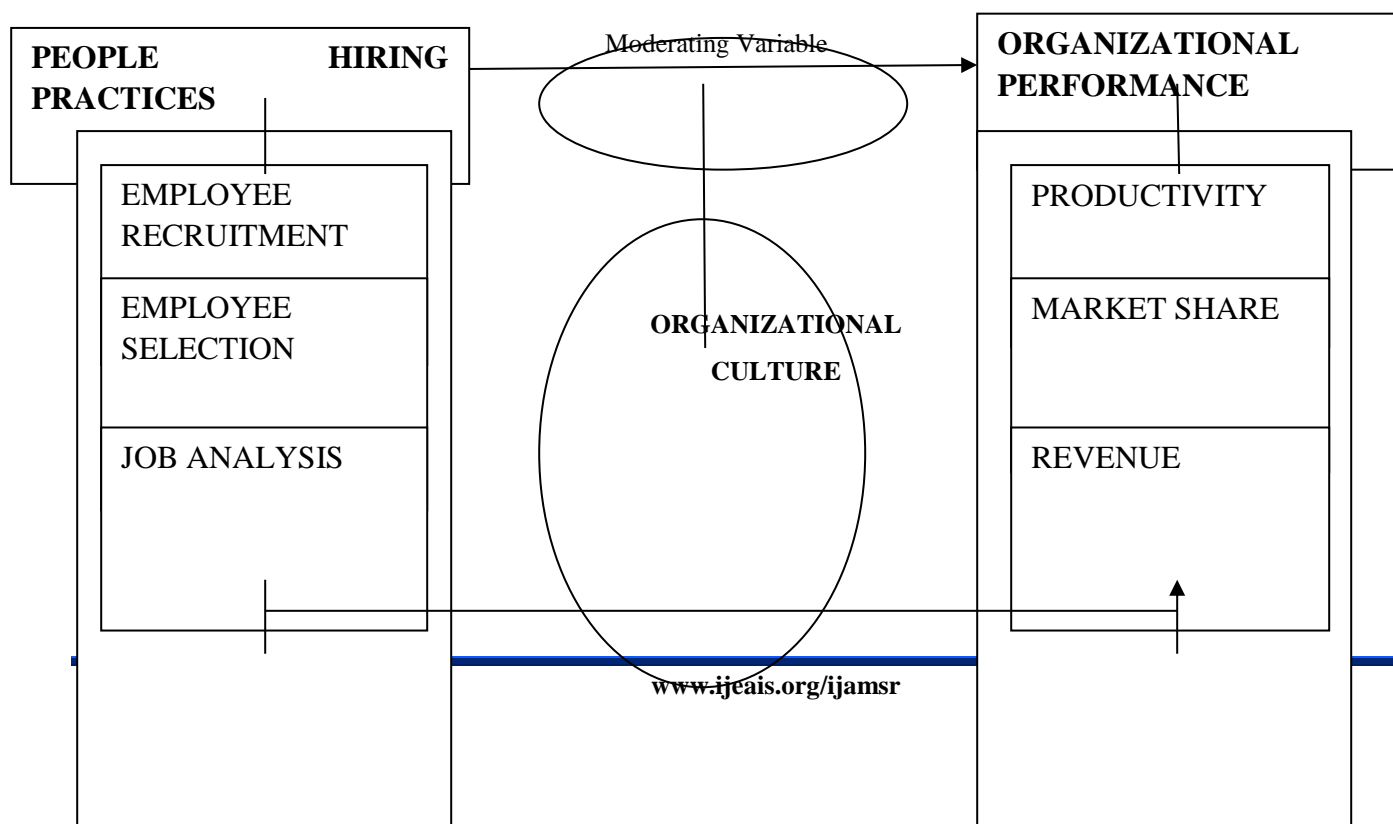 PEOPLE HIRING
PRACTICES
Moderating Variable
ORGANIZATIONAL
PERFORMANCE
EMPLOYEE
RECRUITMENT
EMPLOYEE
SELECTION
JOB ANALYSIS
ORGANIZATIONAL
CULTURE
PRODUCTIVITY
MARKET SHARE
REVENUE
www.ijeais.org/ijamsr